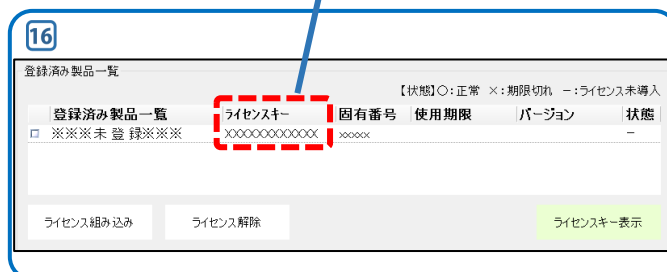 16
登録済み製品一覧
【状態】○:正常 ×:期限切れ －:ライセンス未導入
登録済み製品一覧 ライセンスキー 固有番号 使用期限 バージョン 状態
※※※未 登 録※※※ XXXXXXXXXXXX xxxxx －
ライセンス組み込み ライセンス解除 ライセンスキー表示